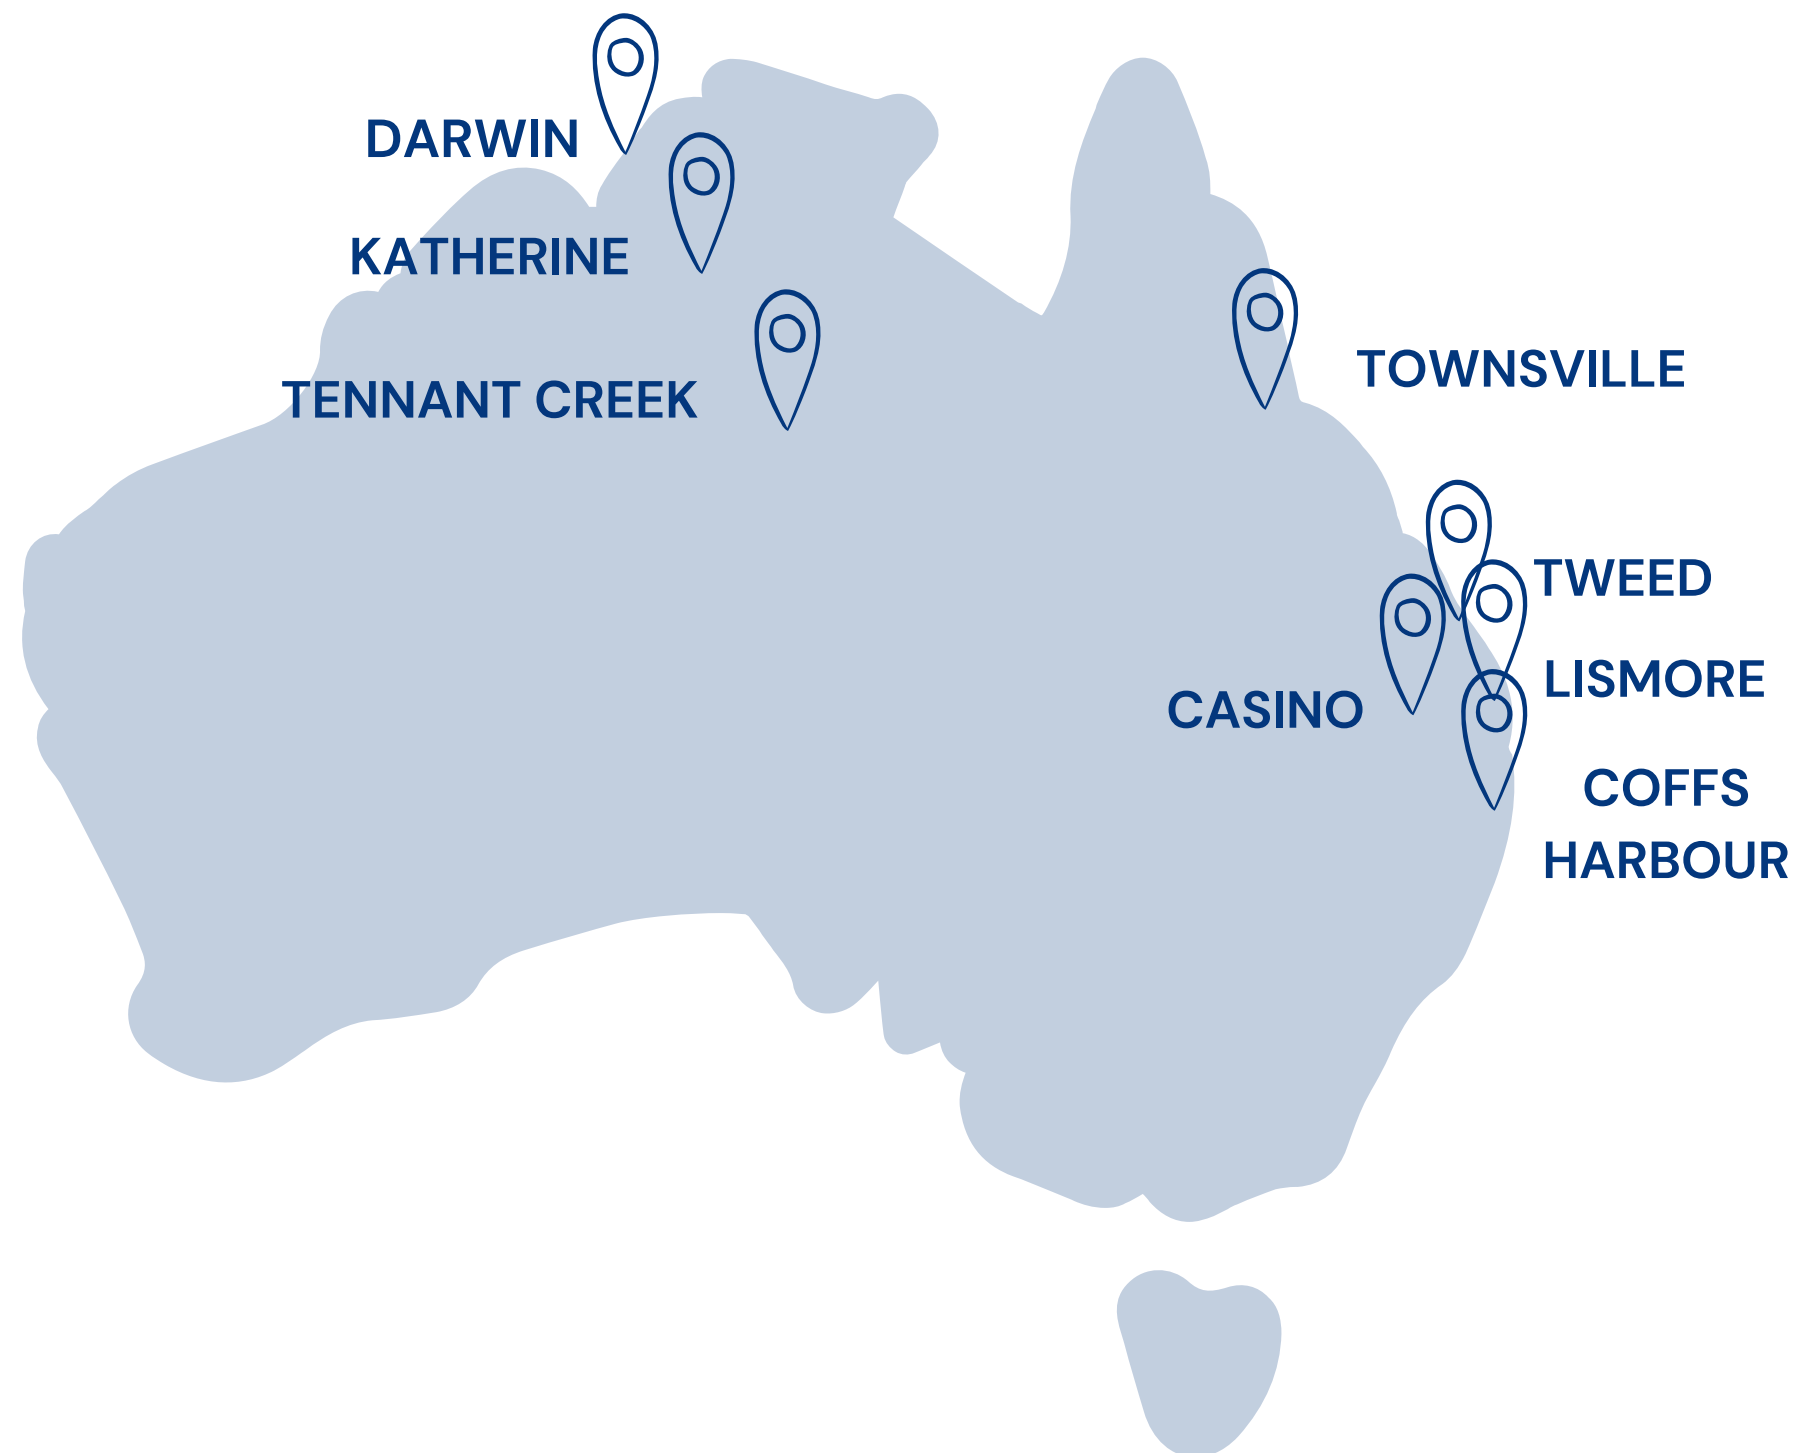 DARWIN
KATHERINE
TENNANT CREEK
TOWNSVILLE
TWEED
LISMORE
CASINO
COFFS
HARBOUR